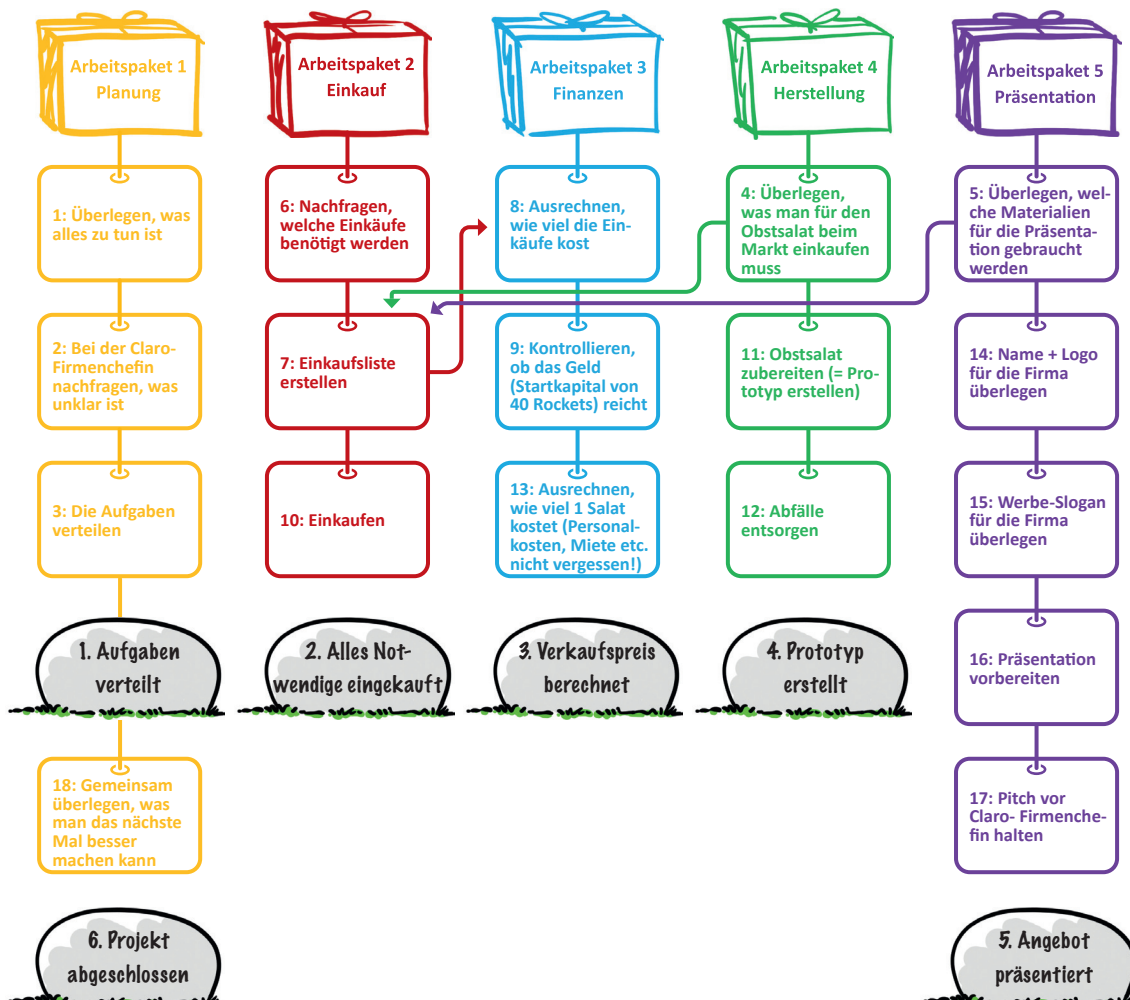 Arbeitspaket 1
Planung
Arbeitspaket 2
Einkauf
Arbeitspaket 3
Finanzen
Arbeitspaket 4
Herstellung
Arbeitspaket 5
Präsentation
1: Überlegen, was
alles zu tun ist
6: Nachfragen,
welche Einkäufe
benötigt werden
8: Ausrechnen,
wie viel die Ein-
käufe kost
4: Überlegen,
was man für den
Obstsalat beim
Markt einkaufen
muss
5: Überlegen, wel-
che Materialien
für die Präsenta-
tion gebraucht
werden
2: Bei der Claro-
Firmenchefin
nachfragen, was
unklar ist
7: Einkaufsliste
erstellen
9: Kontrollieren,
ob das Geld
(Startkapital von
40 Rockets) reicht
11: Obstsalat
zubereiten (= Pro-
totyp erstellen)
14: Name + Logo
für die Firma
überlegen
3: Die Aufgaben
verteilen
10: Einkaufen
13: Ausrechnen,
wie viel 1 Salat
kostet (Personal-
kosten, Miete etc.
nicht vergessen!)
12: Abfälle
entsorgen
15: Werbe-Slogan
für die Firma
überlegen
1. Aufgaben
verteilt
2. Alles Not-
wendige eingekauft
3. Verkaufspreis
berechnet
4. Prototyp
erstellt
16: Präsentation
vorbereiten
18: Gemeinsam
überlegen, was
man das nächste
Mal besser
machen kann
17: Pitch vor
Claro- Firmenche-
fin halten
6. Projekt
abgeschlossen
5. Angebot
präsentiert